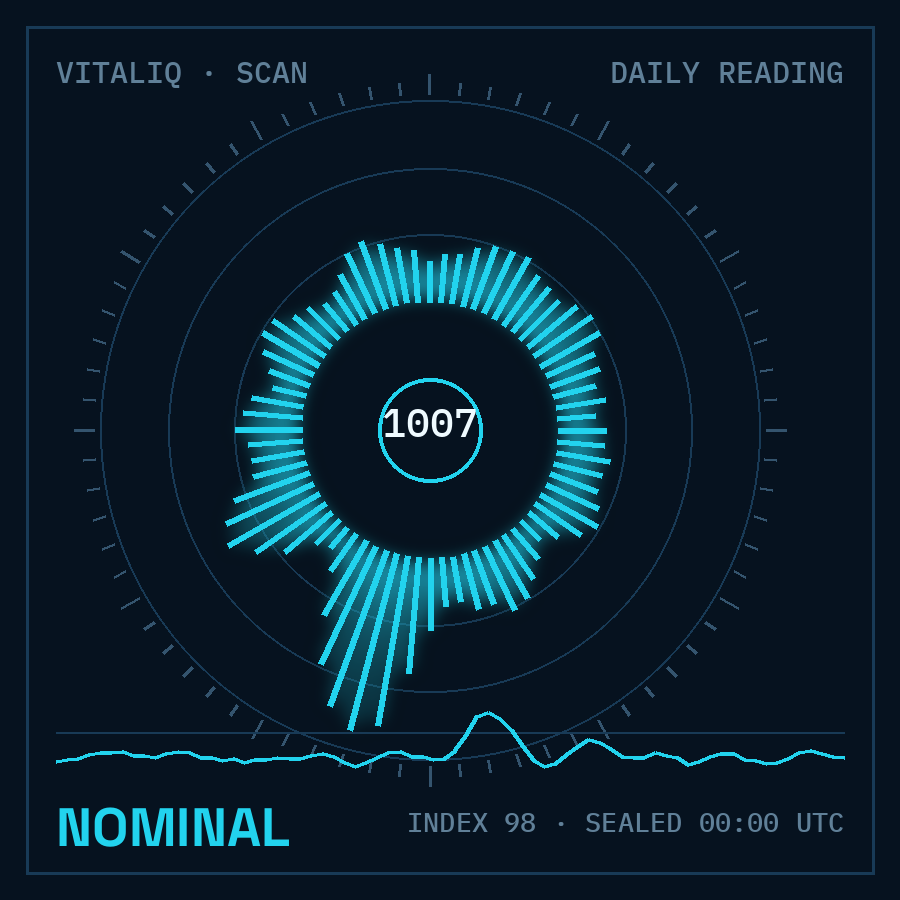 VITALIQ · SCAN
DAILY READING
1007
NOMINAL
INDEX 98 · SEALED 00:00 UTC